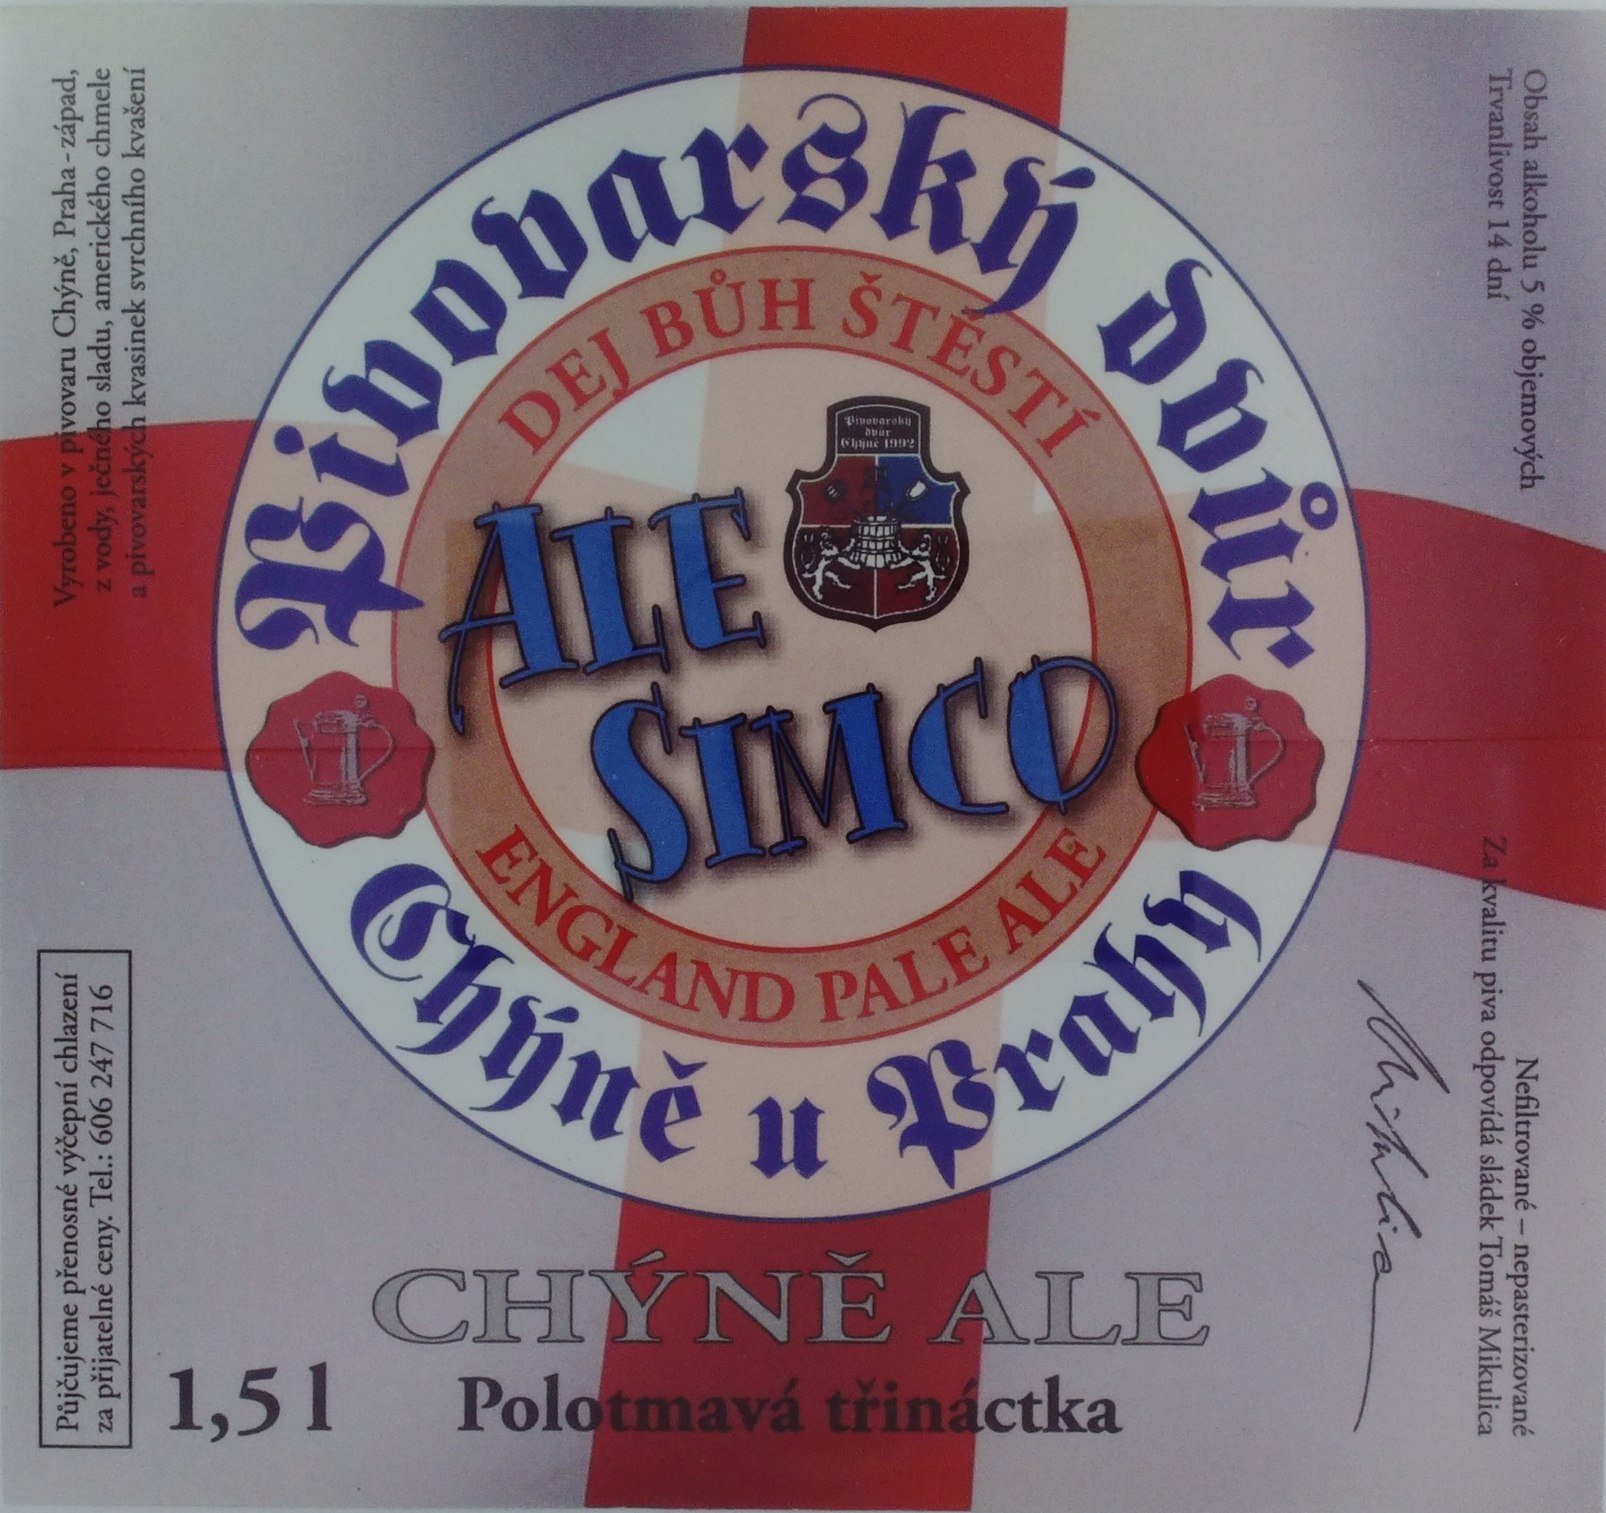 Vyrobeno v pivovaru Chýně, Praha - západ,
z vody, ječného sladu, amerického chmele
a pivovarských kvasinek svrchního kvašení
Obsah alkoholu 5 % objemových
Trvanlivost 14 dní
Pivovarský dvůr
DEJ BŮH ŠTĚSTÍ
Pivovarský
dvůr
Chýně 1992
ALE
SIMCO
ENGLAND PALE ALE
Chýně u Prahy
Půjčujeme přenosné výčepní chlazení
za přijatelné ceny. Tel.: 606 247 716
Nefiltrované – nepasterizované
Za kvalitu piva odpovídá sládek Tomáš Mikulica
Mikulica
CHÝNĚ ALE
1,5 l
Polotmavá třináctka